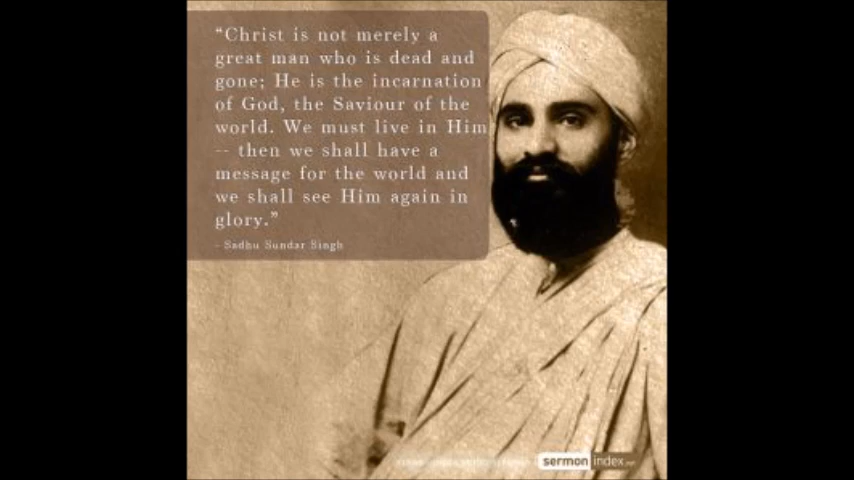 “Christ is not merely a
great man who is dead and
gone; He is the incarnation
of God, the Saviour of the
world. We must live in Him
-- then we shall have a
message for the world and
we shall see Him again in
glory.”
- Sadhu Sundar Singh
sermonindex.net